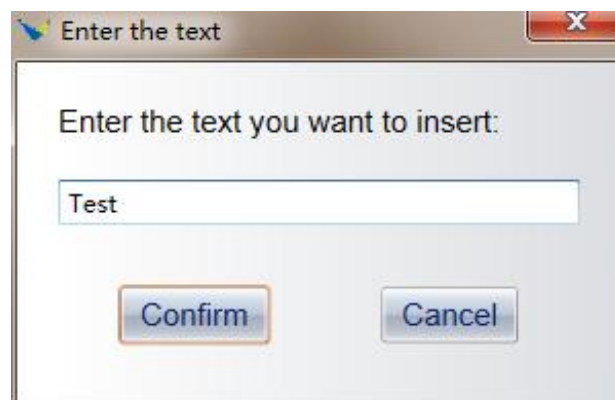 Enter the text
Enter the text you want to insert:
Test
Confirm
Cancel